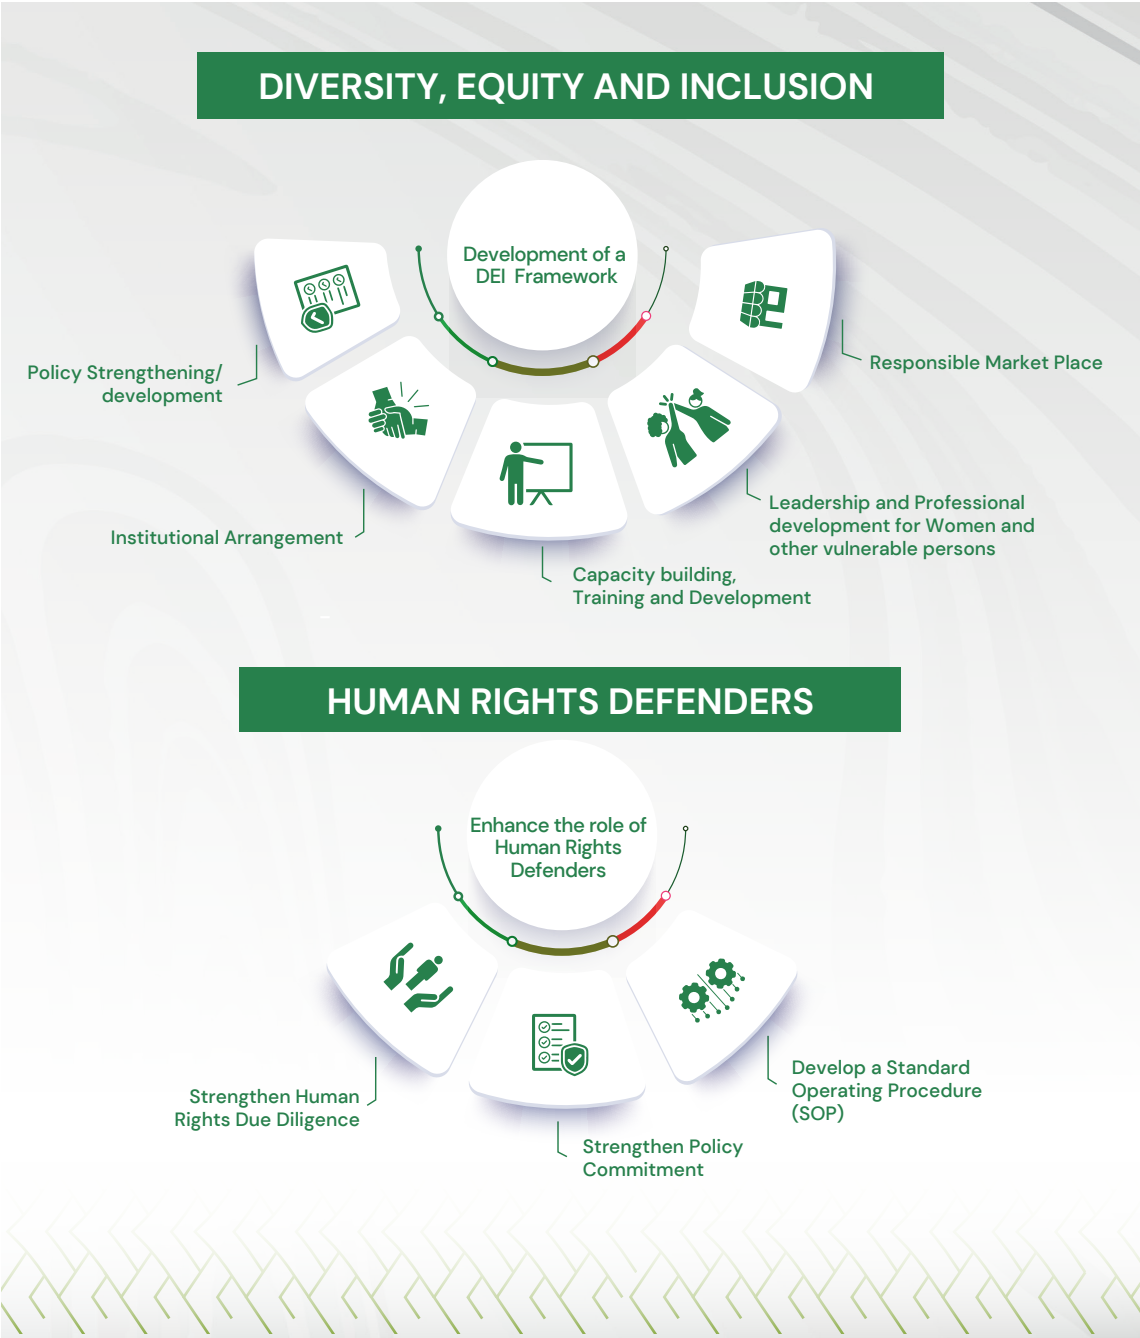 DIVERSITY, EQUITY AND INCLUSION
Development of a
DEI Framework
Policy Strengthening/
development
Institutional Arrangement
Capacity building,
Training and Development
Leadership and Professional
development for Women and
other vulnerable persons
Responsible Market Place
HUMAN RIGHTS DEFENDERS
Enhance the role of
Human Rights
Defenders
Strengthen Human
Rights Due Diligence
Strengthen Policy
Commitment
Develop a Standard
Operating Procedure
(SOP)